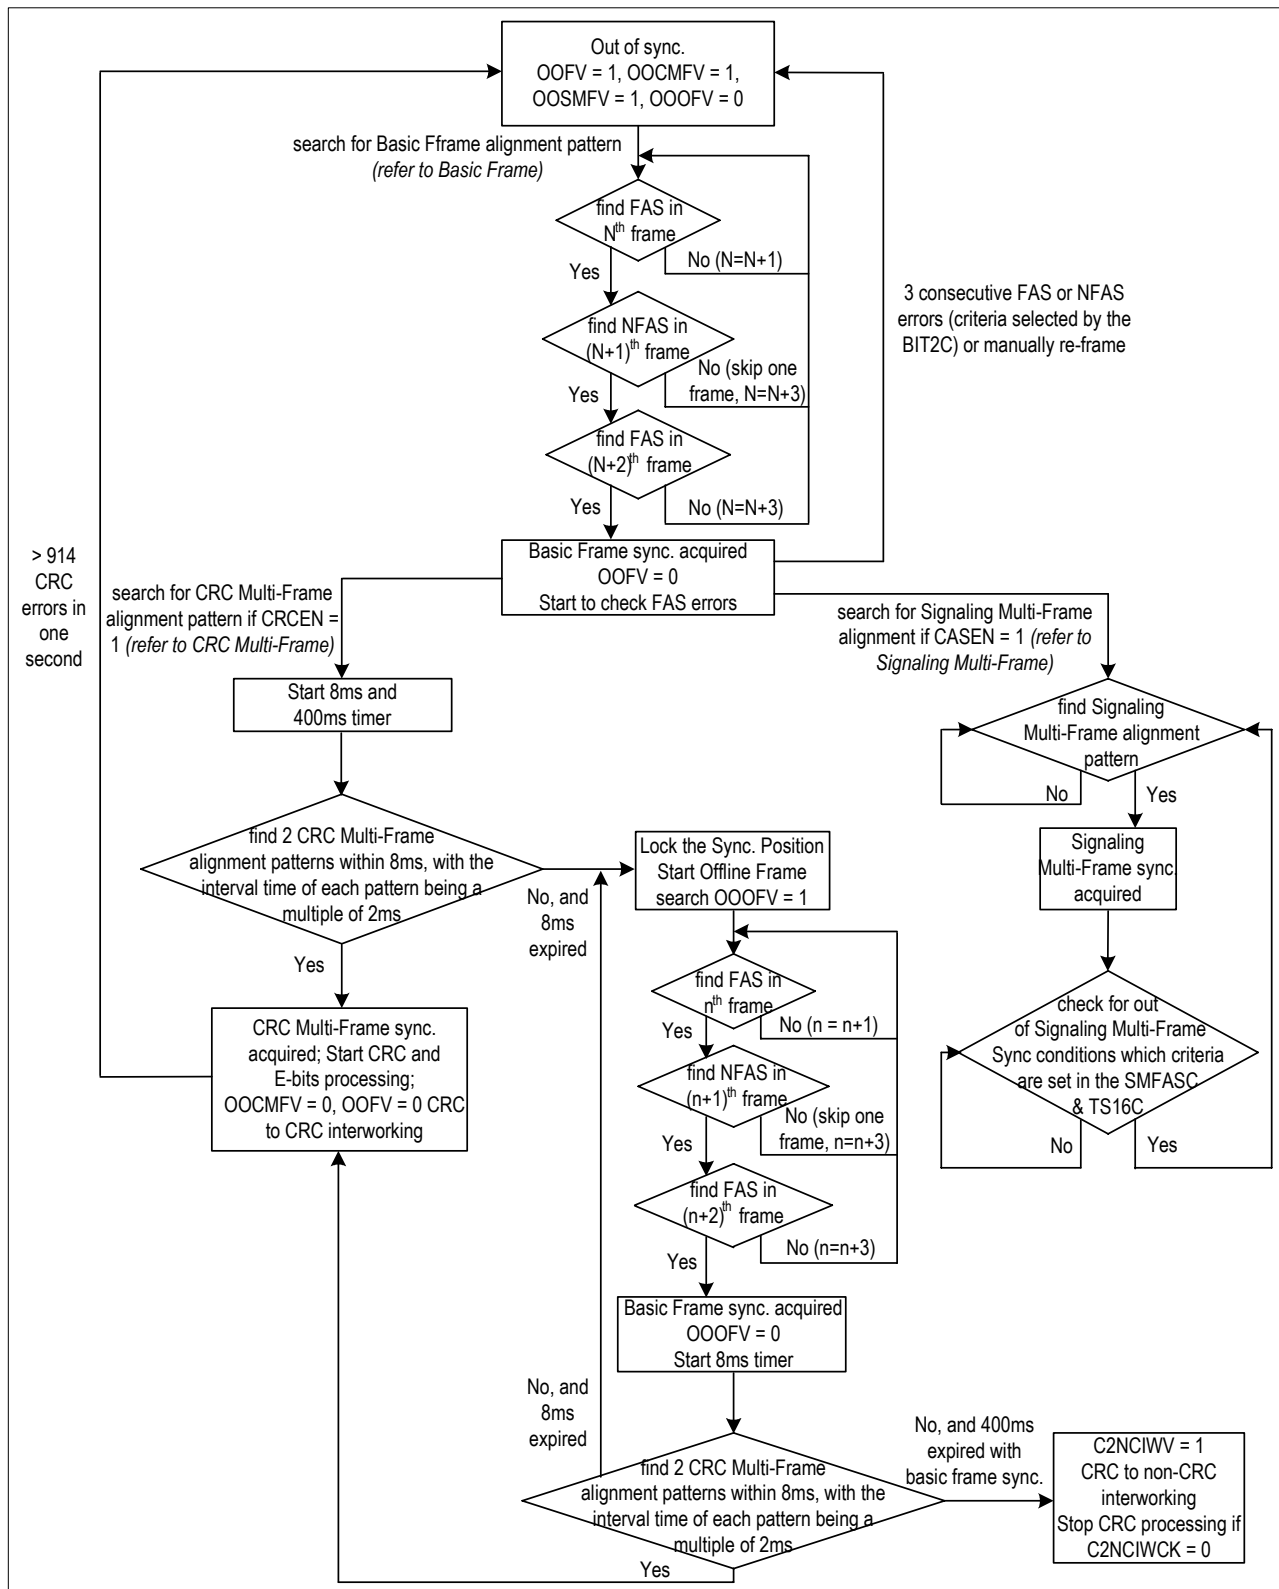 Out of sync.
OOFV = 1, OOCMFV = 1,
OOSMFV = 1, OOOFV = 0
search for Basic Fframe alignment pattern
(refer to Basic Frame)
find FAS in
Nth frame
No (N=N+1)
Yes
find NFAS in
(N+1)th frame
No (skip one
frame, N=N+3)
Yes
find FAS in
(N+2)th frame
Yes
No (N=N+3)
3 consecutive FAS or NFAS
errors (criteria selected by the
BIT2C) or manually re-frame
Basic Frame sync. acquired
OOFV = 0
Start to check FAS errors
> 914
CRC
errors in
one
second
search for CRC Multi-Frame
alignment pattern if CRCEN =
1 (refer to CRC Multi-Frame)
search for Signaling Multi-Frame
alignment if CASEN = 1 (refer to
Signaling Multi-Frame)
Start 8ms and
400ms timer
find Signaling
Multi-Frame alignment
pattern
No
Yes
find 2 CRC Multi-Frame
alignment patterns within 8ms, with the
interval time of each pattern being a
multiple of 2ms
No, and
8ms
expired
Yes
Lock the Sync. Position
Start Offline Frame
search OOOFV = 1
Signaling
Multi-Frame sync.
acquired
find FAS in
nth frame
No (n = n+1)
Yes
find NFAS in
(n+1)th frame
No (skip one
frame, n=n+3)
Yes
find FAS in
(n+2)th frame
No (n=n+3)
Yes
check for out
of Signaling Multi-Frame
Sync conditions which criteria
are set in the SMFASC
& TS16C
No
Yes
CRC Multi-Frame sync.
acquired; Start CRC and
E-bits processing;
OOCMFV = 0, OOFV = 0 CRC
to CRC interworking
Basic Frame sync. acquired
OOOFV = 0
Start 8ms timer
No, and
8ms
expired
find 2 CRC Multi-Frame
alignment patterns within 8ms, with the
interval time of each pattern being a
multiple of 2ms
Yes
No, and 400ms
expired with
basic frame sync.
C2NCIWV = 1
CRC to non-CRC
interworking
Stop CRC processing if
C2NCIWCK = 0